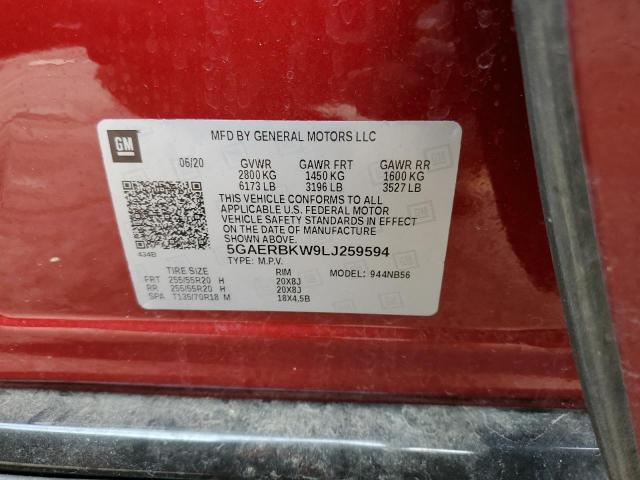 MFD BY GENERAL MOTORS LLC
GM
06/20 GVWR GAWR FRT GAWR RR
2800 KG 1450 KG 1600 KG
6173 LB 3196 LB 3527 LB
THIS VEHICLE CONFORMS TO ALL
APPLICABLE U.S. FEDERAL MOTOR
VEHICLE SAFETY STANDARDS IN EFFECT
ON THE DATE OF MANUFACTURE
SHOWN ABOVE.
434B
5GAERBKW9LJ259594
TYPE: M.P.V. MODEL: 944NB56
TIRE SIZE RIM
FRT 255/55R20 H 20X8J
RR 255/55R20 H 20X8J
SPA T135/70R18 M 18X4.5B